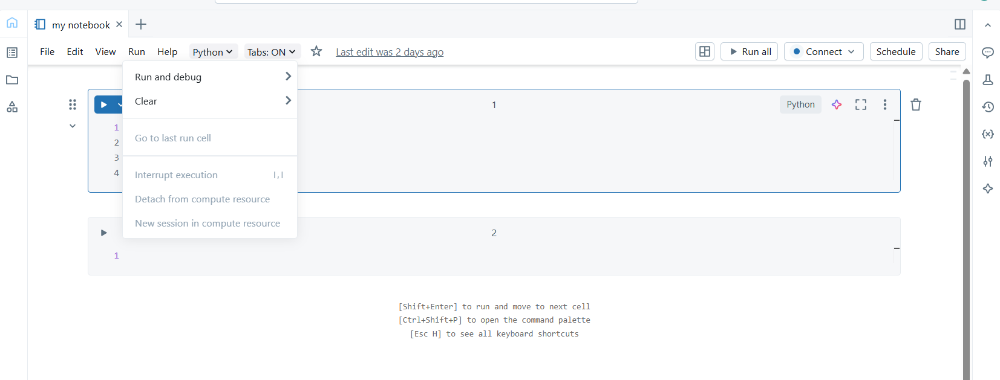 my notebook
File Edit View Run Help Python Tabs: ON Last edit was 2 days ago Run all Connect Schedule Share
Run and debug
Clear
Go to last run cell
Interrupt execution I,I
Detach from compute resource
New session in compute resource
1 Python
1
2
3
4
2
1
[Shift+Enter] to run and move to next cell
[Ctrl+Shift+P] to open the command palette
[Esc H] to see all keyboard shortcuts